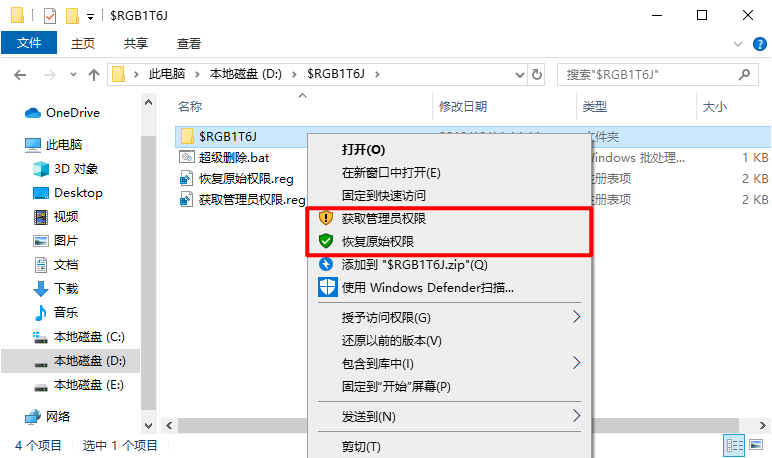 $RGB1T6J
文件 主页 共享 查看
此电脑 本地磁盘 (D:) $RGB1T6J 搜索"$RGB1T6J"
名称 修改日期 类型 大小
OneDrive
此电脑
3D 对象
Desktop
视频
图片
文档
下载
音乐
本地磁盘 (C:)
本地磁盘 (D:)
本地磁盘 (E:)
网络
$RGB1T6J 文件夹
超级删除.bat Windows 批处理... 1 KB
恢复原始权限.reg 注册表项 2 KB
获取管理员权限.reg 注册表项 2 KB
打开(O)
在新窗口中打开(E)
固定到快速访问
获取管理员权限
恢复原始权限
添加到 "$RGB1T6J.zip"(Q)
使用 Windows Defender扫描...
授予访问权限(G)
还原以前的版本(V)
包含到库中(I)
固定到"开始"屏幕(P)
发送到(N)
剪切(T)
4 个项目 选中 1 个项目